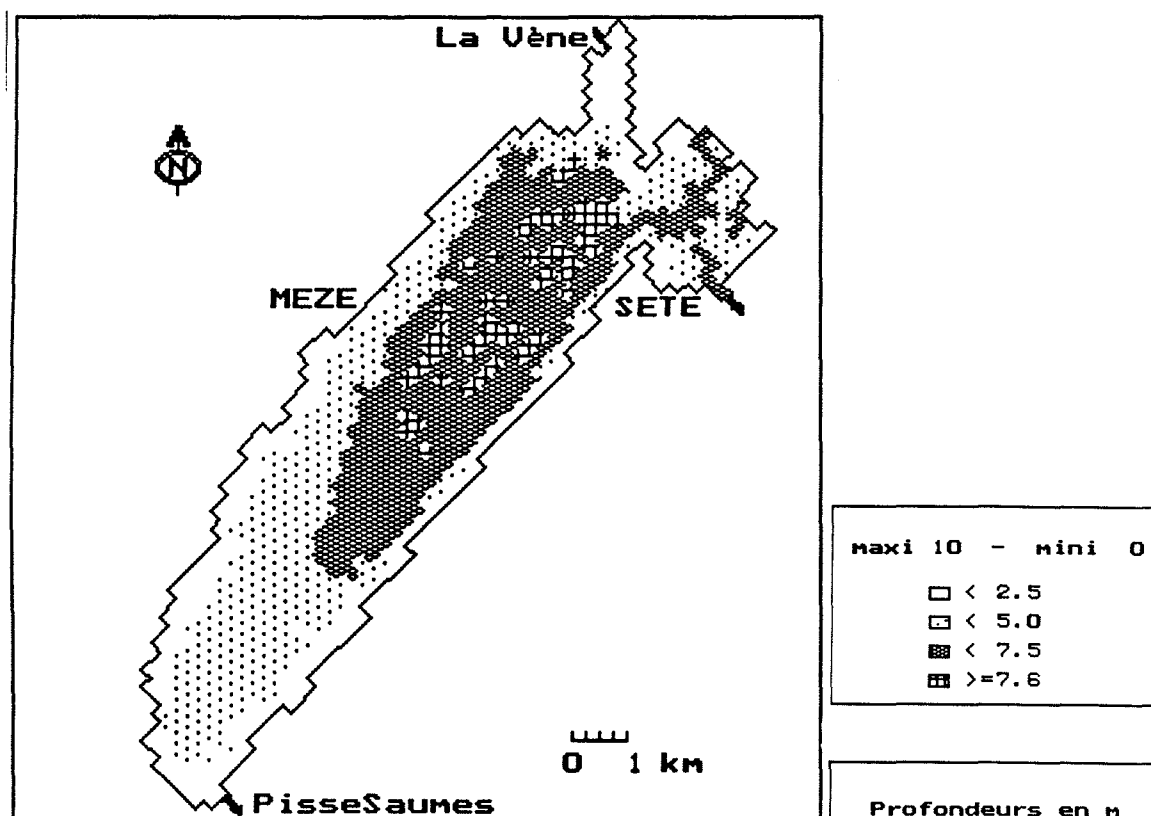 La Vène
N
MEZE
SETE
maxi 10 - mini 0
< 2.5
< 5.0
< 7.5
>=7.6
0 1 km
PisseSaumes
Profondeurs en m